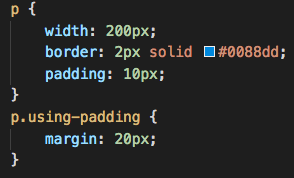 p {
    width: 200px;
    border: 2px solid #0088dd;
    padding: 10px;
}
p.using-padding {
    margin: 20px;
}